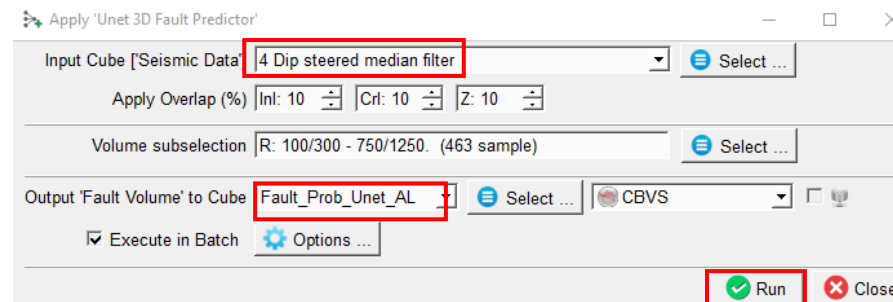 Apply 'Unet 3D Fault Predictor'
Input Cube ['Seismic Data'] 4 Dip steered median filter Select ...
Apply Overlap (%) Inl: 10 Crl: 10 Z: 10
Volume subselection R: 100/300 - 750/1250. (463 sample) Select ...
Output 'Fault Volume' to Cube Fault_Prob_Unet_AL Select ... CBVS
Execute in Batch Options ...
Run Close